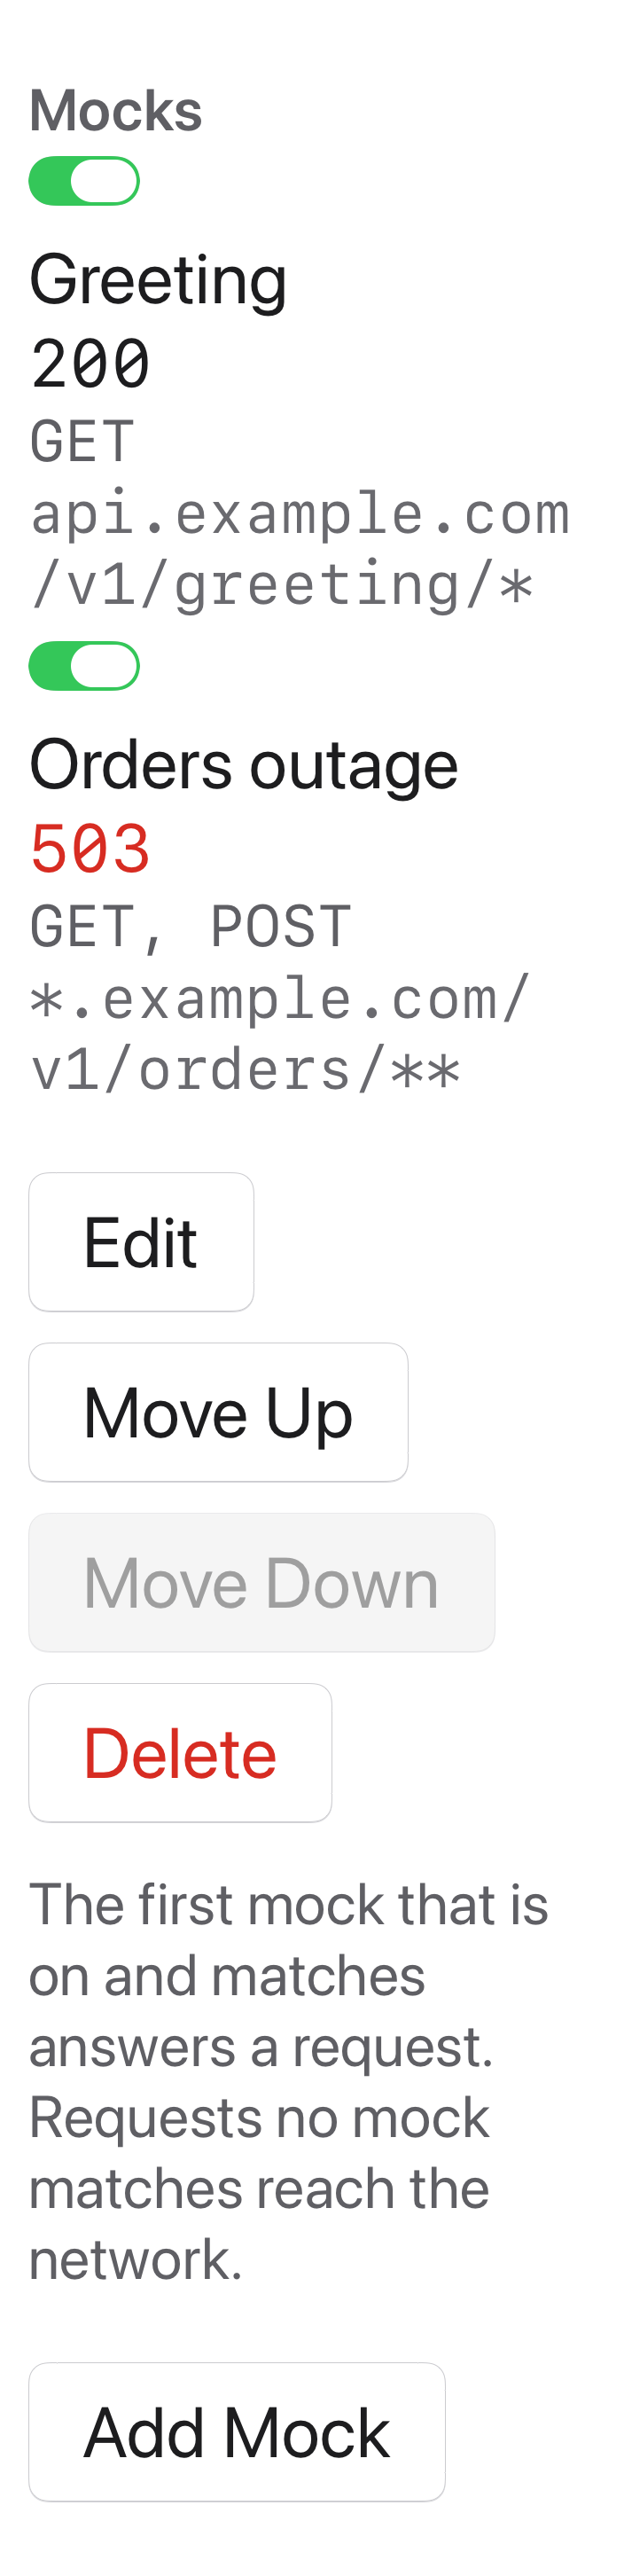 Mocks
Greeting
200
GET
api.example.com
/v1/greeting/*
Orders outage
503
GET, POST
*.example.com/
v1/orders/**
Edit
Move Up
Move Down
Delete
The first mock that is
on and matches
answers a request.
Requests no mock
matches reach the
network.
Add Mock